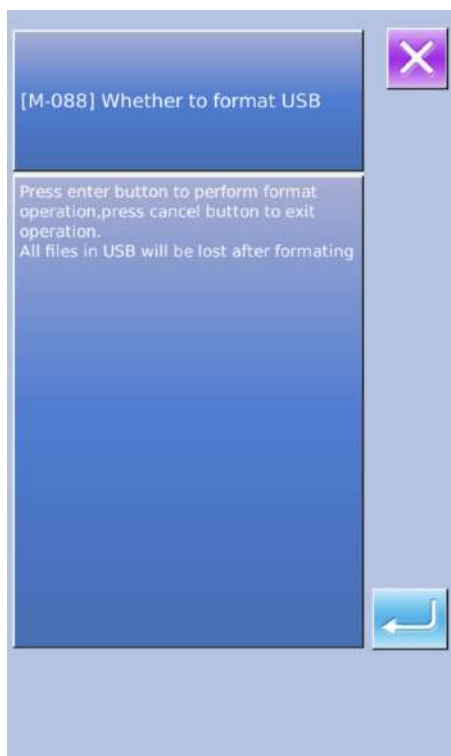 [M-088] Whether to format USB
Press enter button to perform format
operation,press cancel button to exit
operation.
All files in USB will be lost after formating